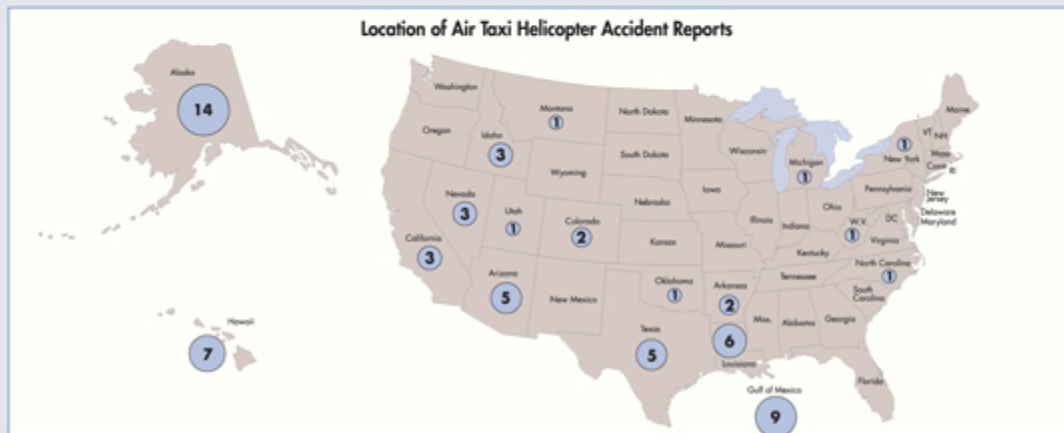 Location of Air Taxi Helicopter Accident Reports
Alaska
14
Hawaii
7
Washington
Oregon
Idaho
3
Montana
1
North Dakota
South Dakota
Wyoming
Nevada
3
Utah
1
Colorado
2
California
3
Arizona
5
New Mexico
Nebraska
Kansas
Oklahoma
1
Texas
5
Minnesota
Iowa
Missouri
Arkansas
2
6
Louisiana
Wisconsin
Illinois
Michigan
1
Indiana
Ohio
Kentucky
Tennessee
Miss.
Alabama
Georgia
Florida
Gulf of Mexico
9
South
Carolina
North Carolina
1
Virginia
W.V.
1
DC
Pennsylvania
New York
1
VT
NH
Maine
Mass
Conn
RI
New
Jersey
Delaware
Maryland